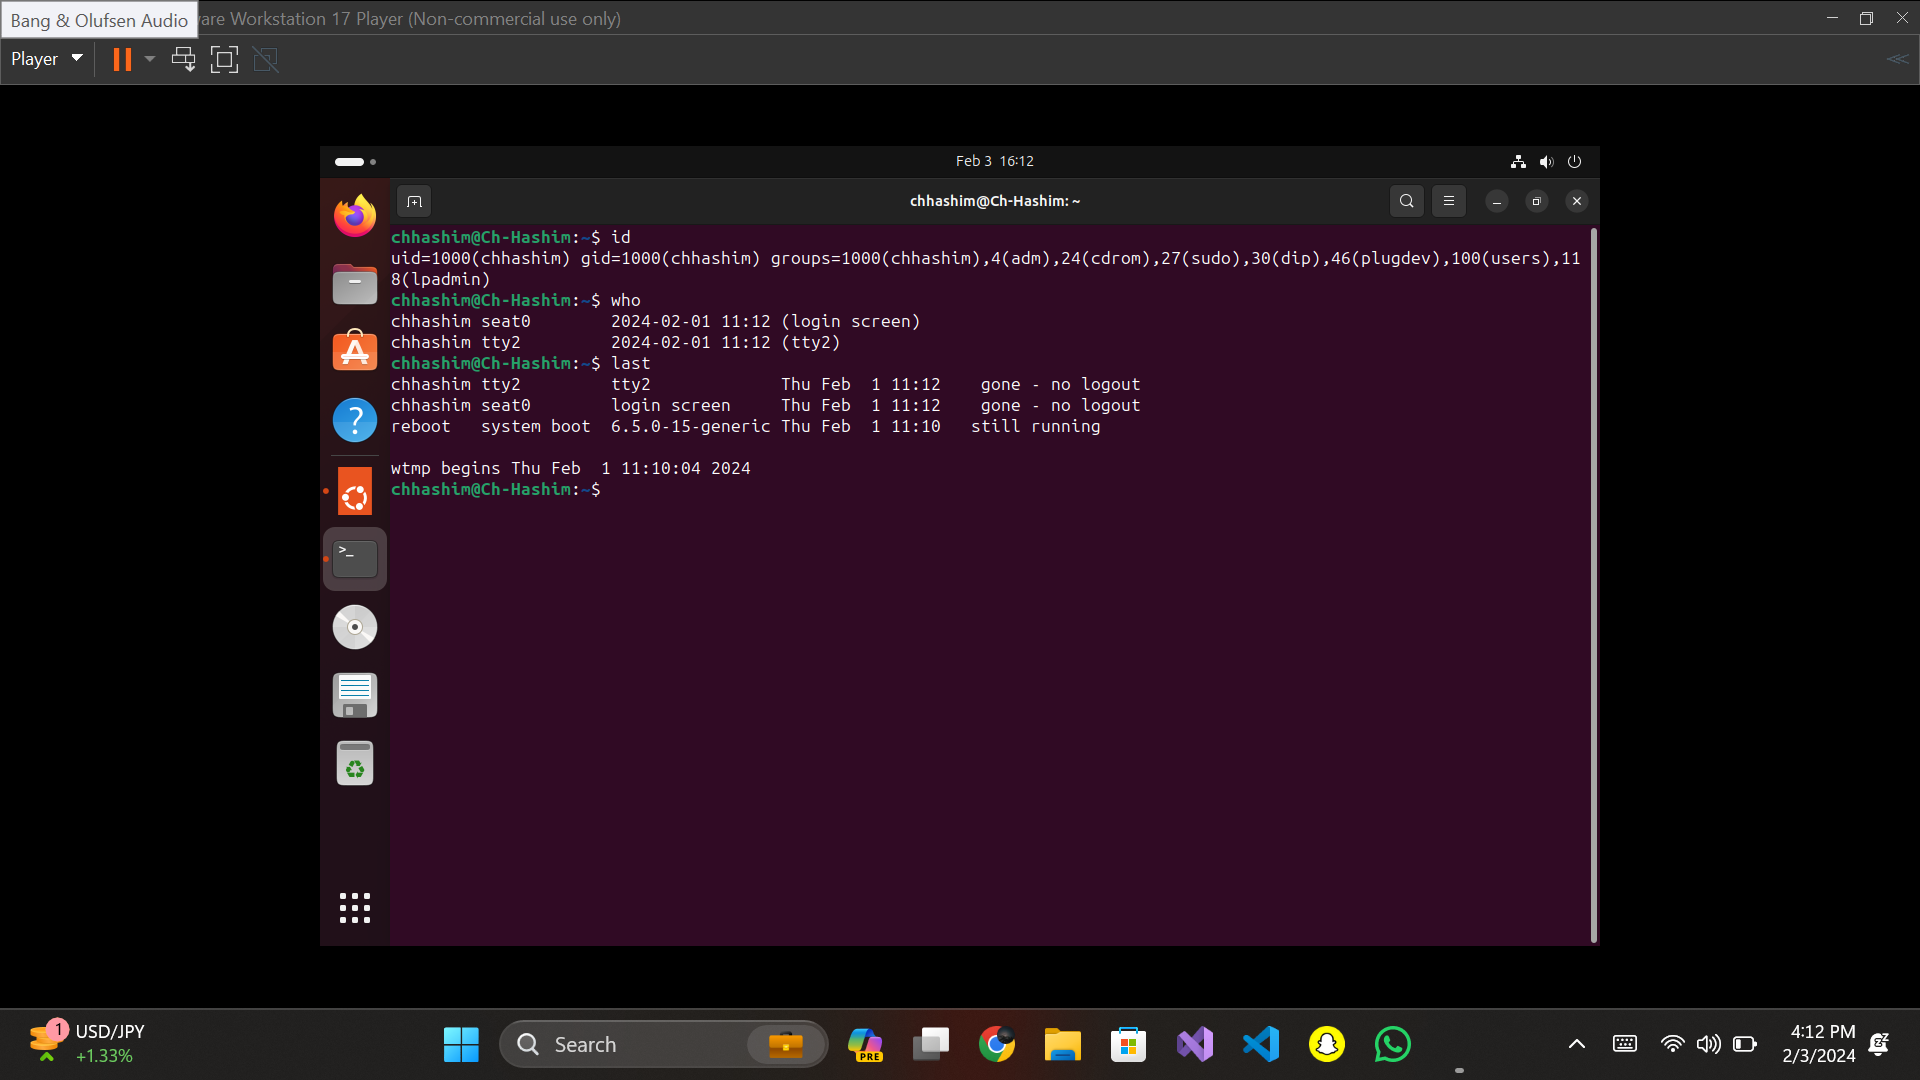 Bang & Olufsen Audio
are Workstation 17 Player (Non-commercial use only)
Player
Feb 3 16:12
chhashim@Ch-Hashim: ~
chhashim@Ch-Hashim:~$ id
uid=1000(chhashim) gid=1000(chhashim) groups=1000(chhashim),4(adm),24(cdrom),27(sudo),30(dip),46(plugdev),100(users),11
8(lpadmin)
chhashim@Ch-Hashim:~$ who
chhashim seat0        2024-02-01 11:12 (login screen)
chhashim tty2         2024-02-01 11:12 (tty2)
chhashim@Ch-Hashim:~$ last
chhashim tty2         tty2             Thu Feb  1 11:12    gone - no logout
chhashim seat0        login screen     Thu Feb  1 11:12    gone - no logout
reboot   system boot  6.5.0-15-generic Thu Feb  1 11:10   still running
wtmp begins Thu Feb  1 11:10:04 2024
chhashim@Ch-Hashim:~$
1
USD/JPY
+1.33%
Search
PRE
4:12 PM
2/3/2024